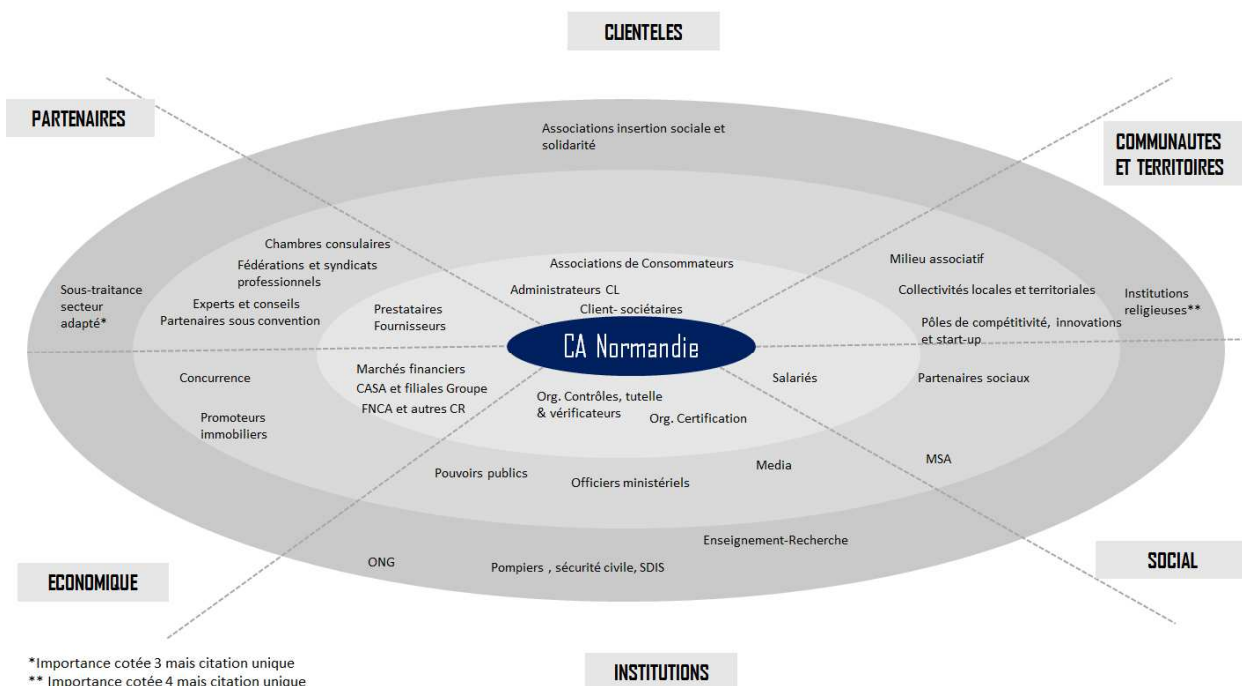 CLIENTELES
PARTENAIRES
COMMUNAUTES
ET TERRITOIRES
Associations insertion sociale et
solidarité
Chambres consulaires
Fédérations et syndicats
professionnels
Experts et conseils
Partenaires sous convention
Sous-traitance
secteur
adapté*
Prestataires
Fournisseurs
Associations de Consommateurs
Administrateurs CL
Client- sociétaires
Milieu associatif
Collectivités locales et territoriales
Pôles de compétitivité, innovations
et start-up
Institutions
religieuses**
CA Normandie
Concurrence
Promoteurs
immobiliers
Marchés financiers
CASA et filiales Groupe
FNCA et autres CR
Org. Contrôles, tutelle
& vérificateurs
Org. Certification
Salariés
Partenaires sociaux
MSA
Pouvoirs publics
Officiers ministériels
Media
Enseignement-Recherche
ONG
Pompiers , sécurité civile, SDIS
ECONOMIQUE
SOCIAL
INSTITUTIONS
*Importance cotée 3 mais citation unique
** Importance cotée 4 mais citation unique